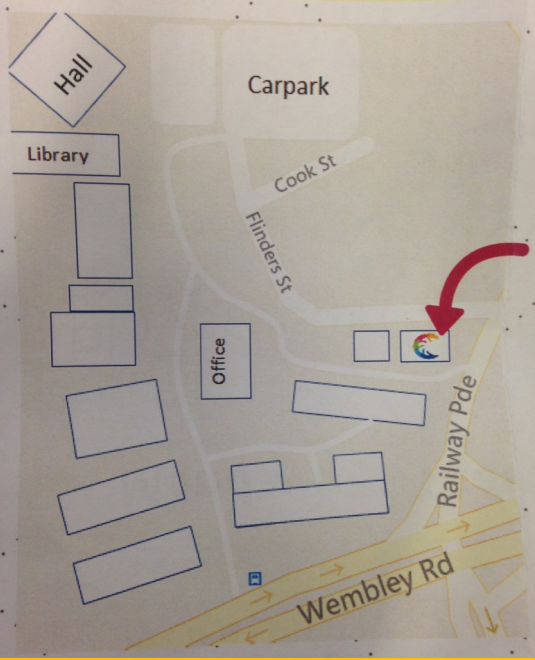 Hall
Carpark
Library
Cook St
Flinders St
Office
Railway Pde
Wembley Rd